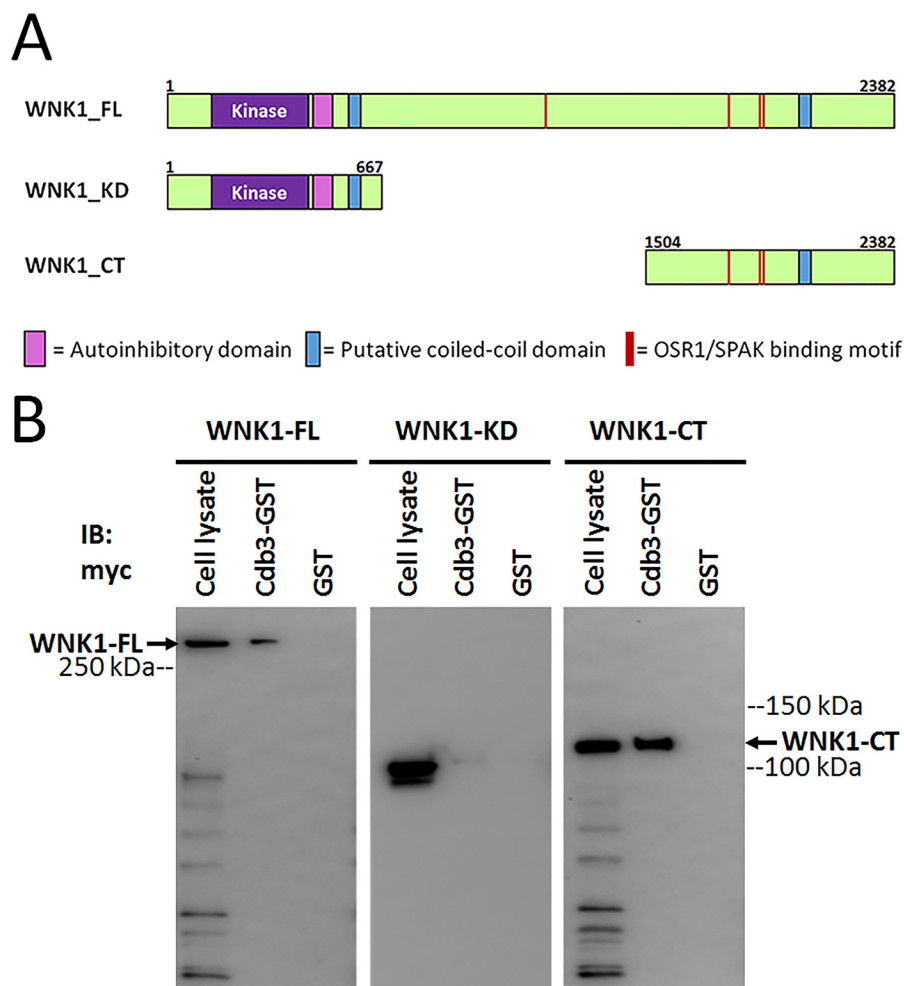 A
1 2382
WNK1_FL Kinase
1 667
WNK1_KD Kinase
1504 2382
WNK1_CT
= Autoinhibitory domain = Putative coiled-coil domain = OSR1/SPAK binding motif
B
WNK1-FL WNK1-KD WNK1-CT
IB:
myc
Cell lysate Cdb3-GST GST Cell lysate Cdb3-GST GST Cell lysate Cdb3-GST GST
WNK1-FL
250 kDa--
--150 kDa
WNK1-CT
--100 kDa